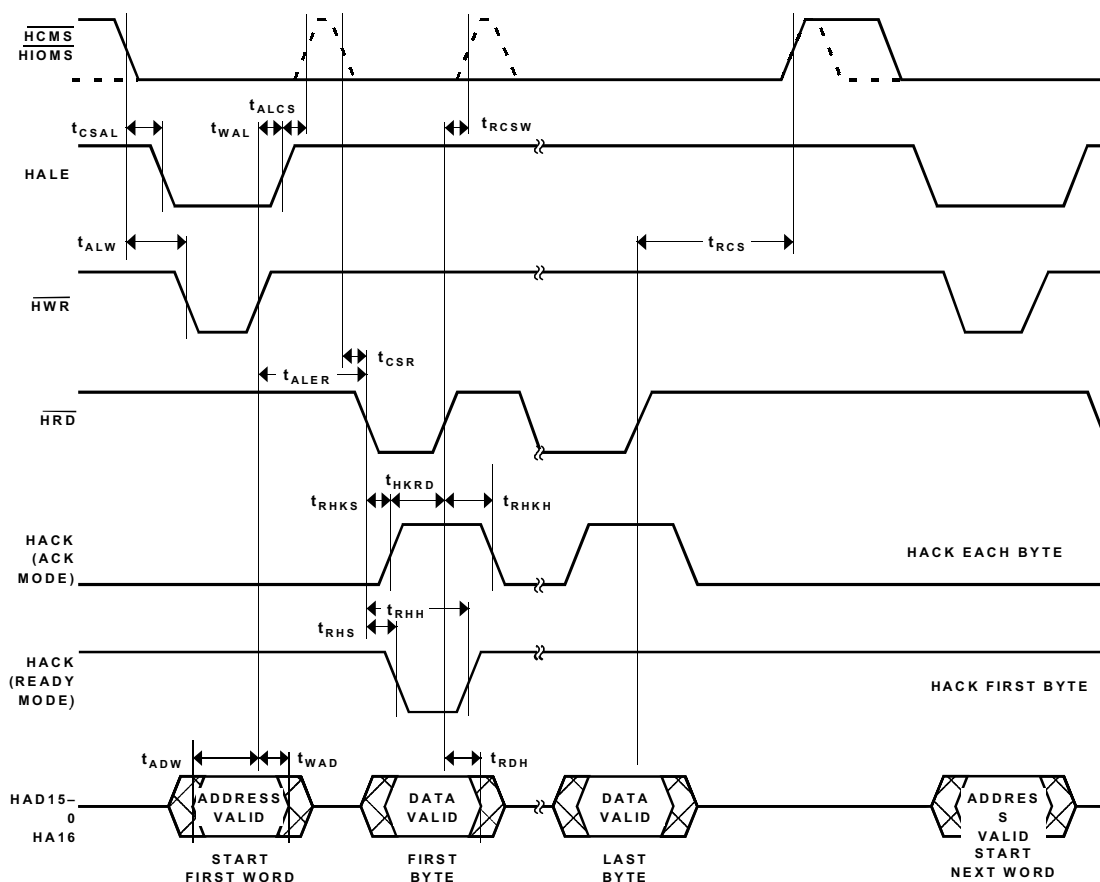 HCMS
HIOMS
tALCS
tCSAL
tWAL
tRCSW
HALE
tALW
tRCS
HWR
tCSR
tALER
HRD
tHKRD
tRHKS
tRHKH
HACK
(ACK
MODE)
HACK EACH BYTE
tRHH
tRHS
HACK
(READY
MODE)
HACK FIRST BYTE
tADW
tWAD
tRDH
HAD15–
0
HA16
ADDRESS
VALID
DATA
VALID
DATA
VALID
ADDRES
S
VALID
START
FIRST WORD
FIRST
BYTE
LAST
BYTE
START
NEXT WORD